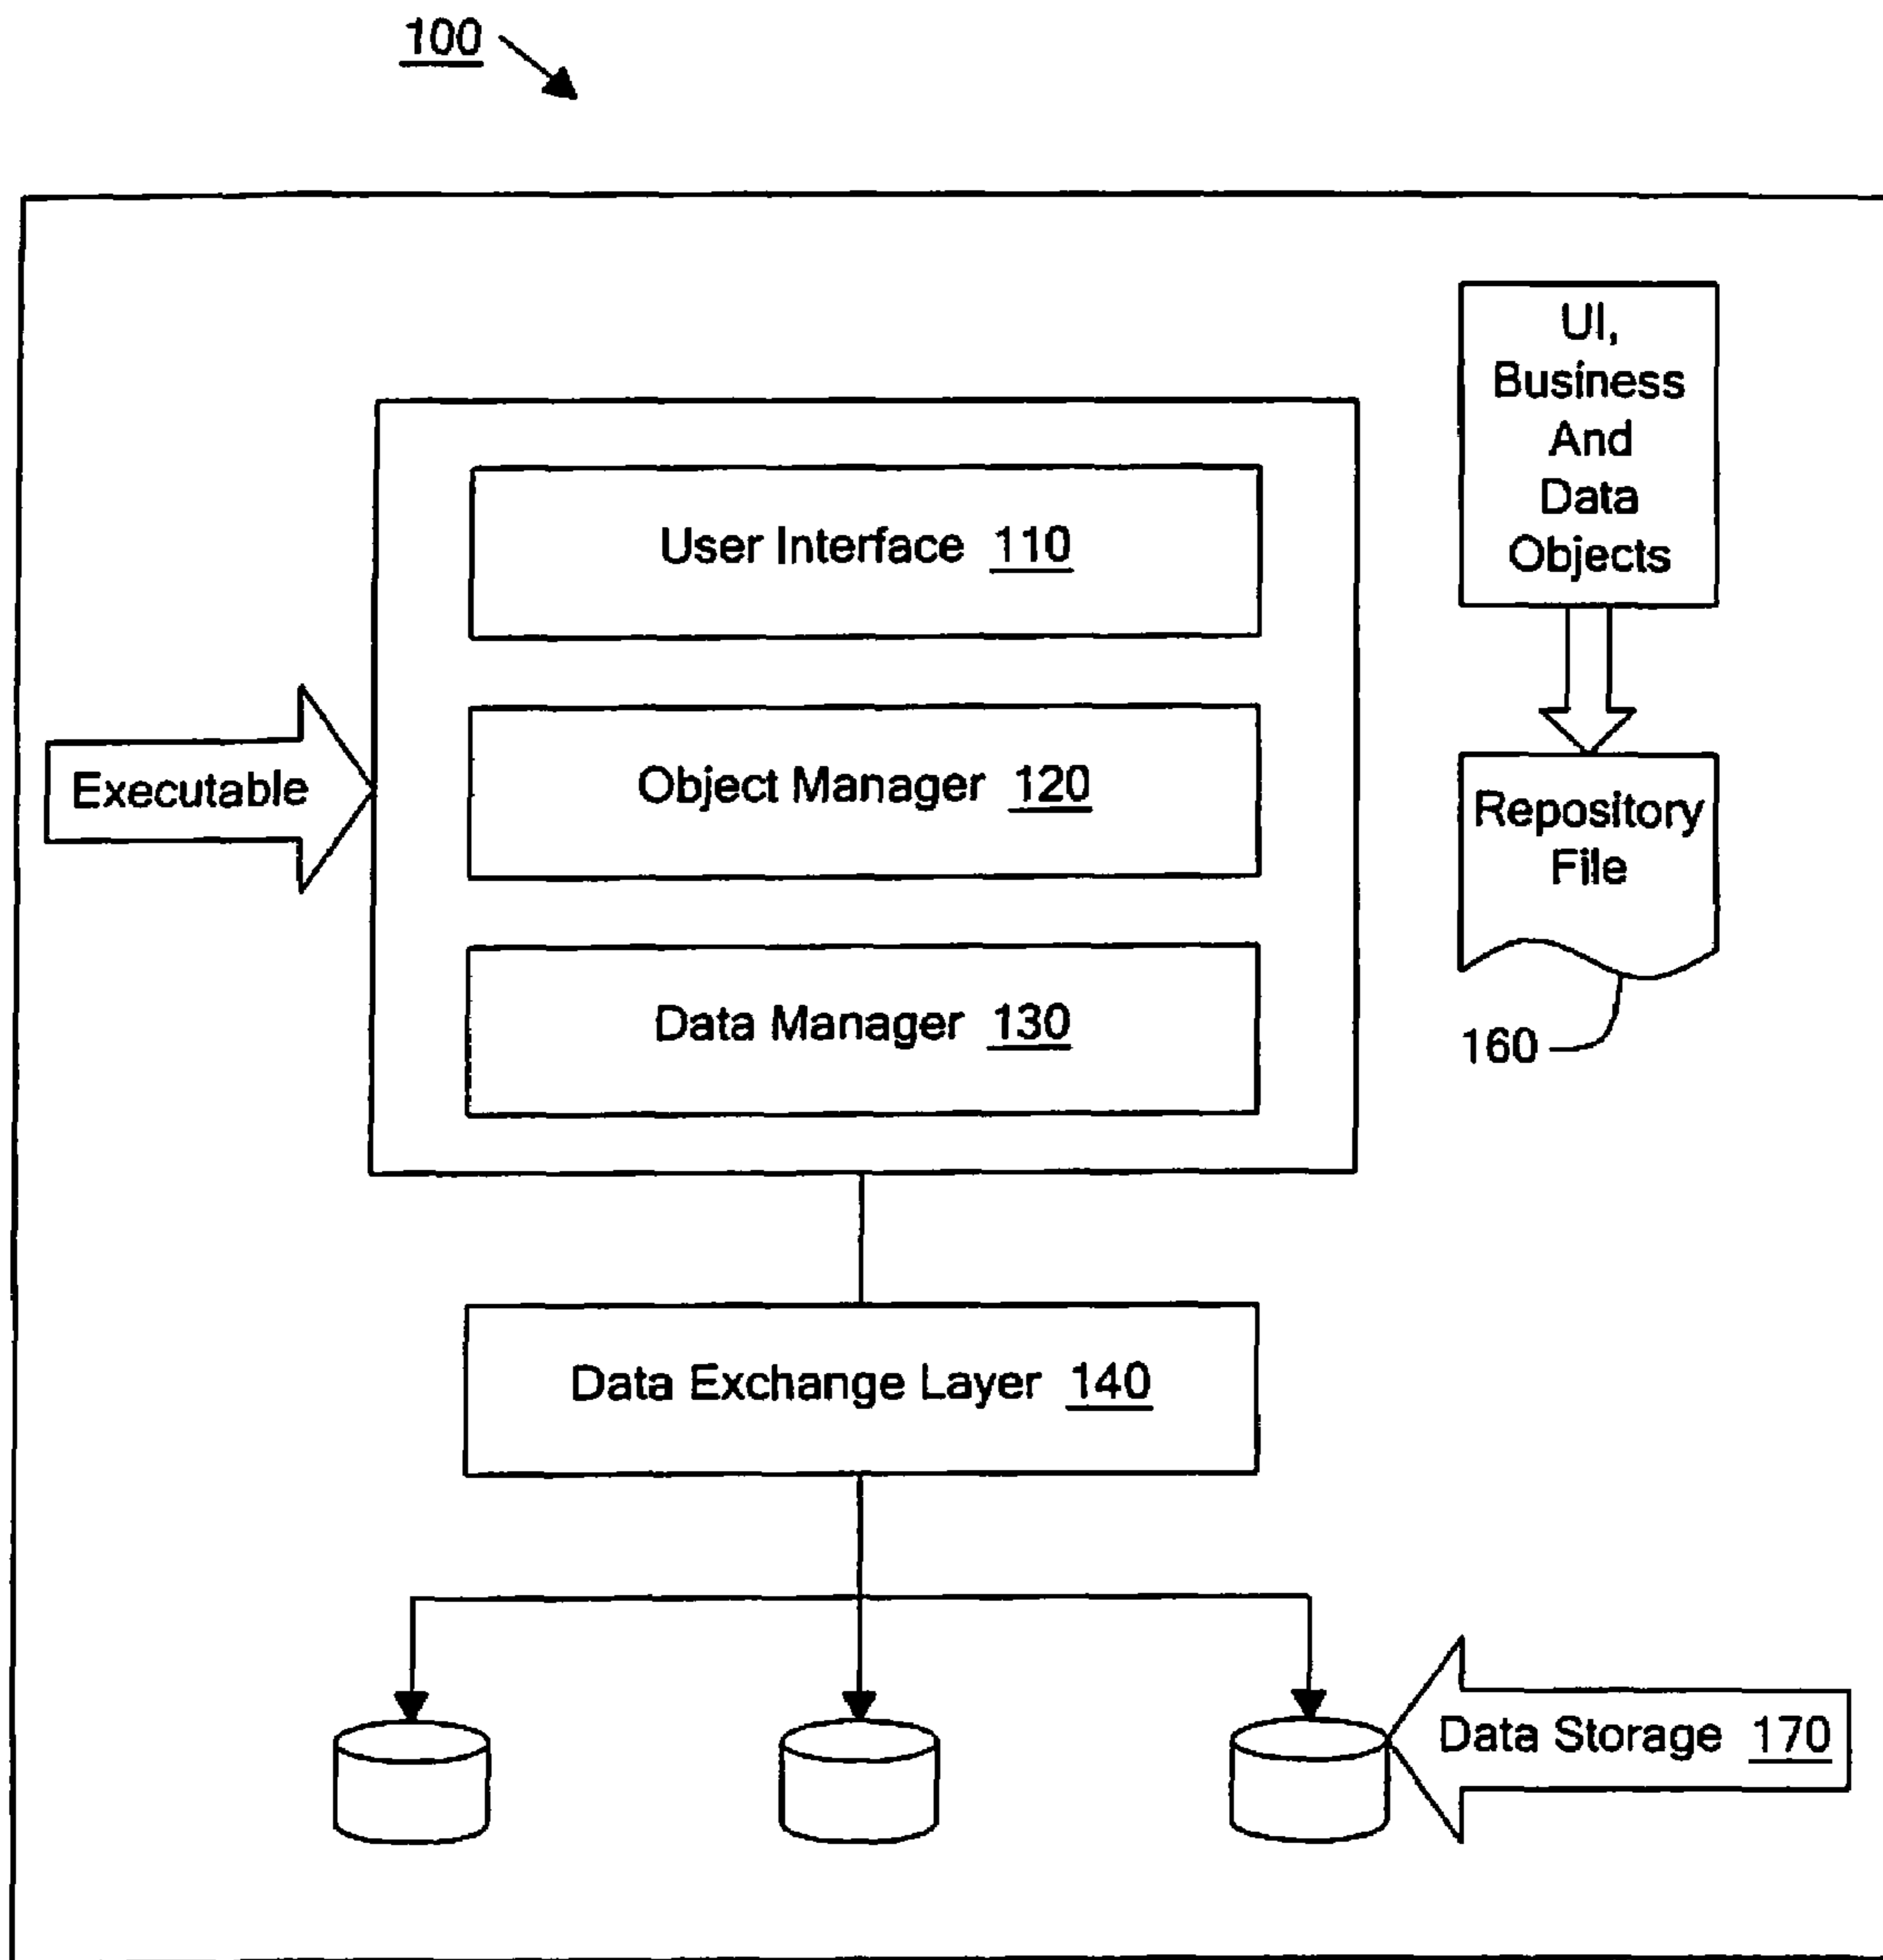 100
UI,
Business
And
Data
Objects
User Interface 110
Executable
Object Manager 120
Repository
File
Data Manager 130
160
Data Exchange Layer 140
Data Storage 170